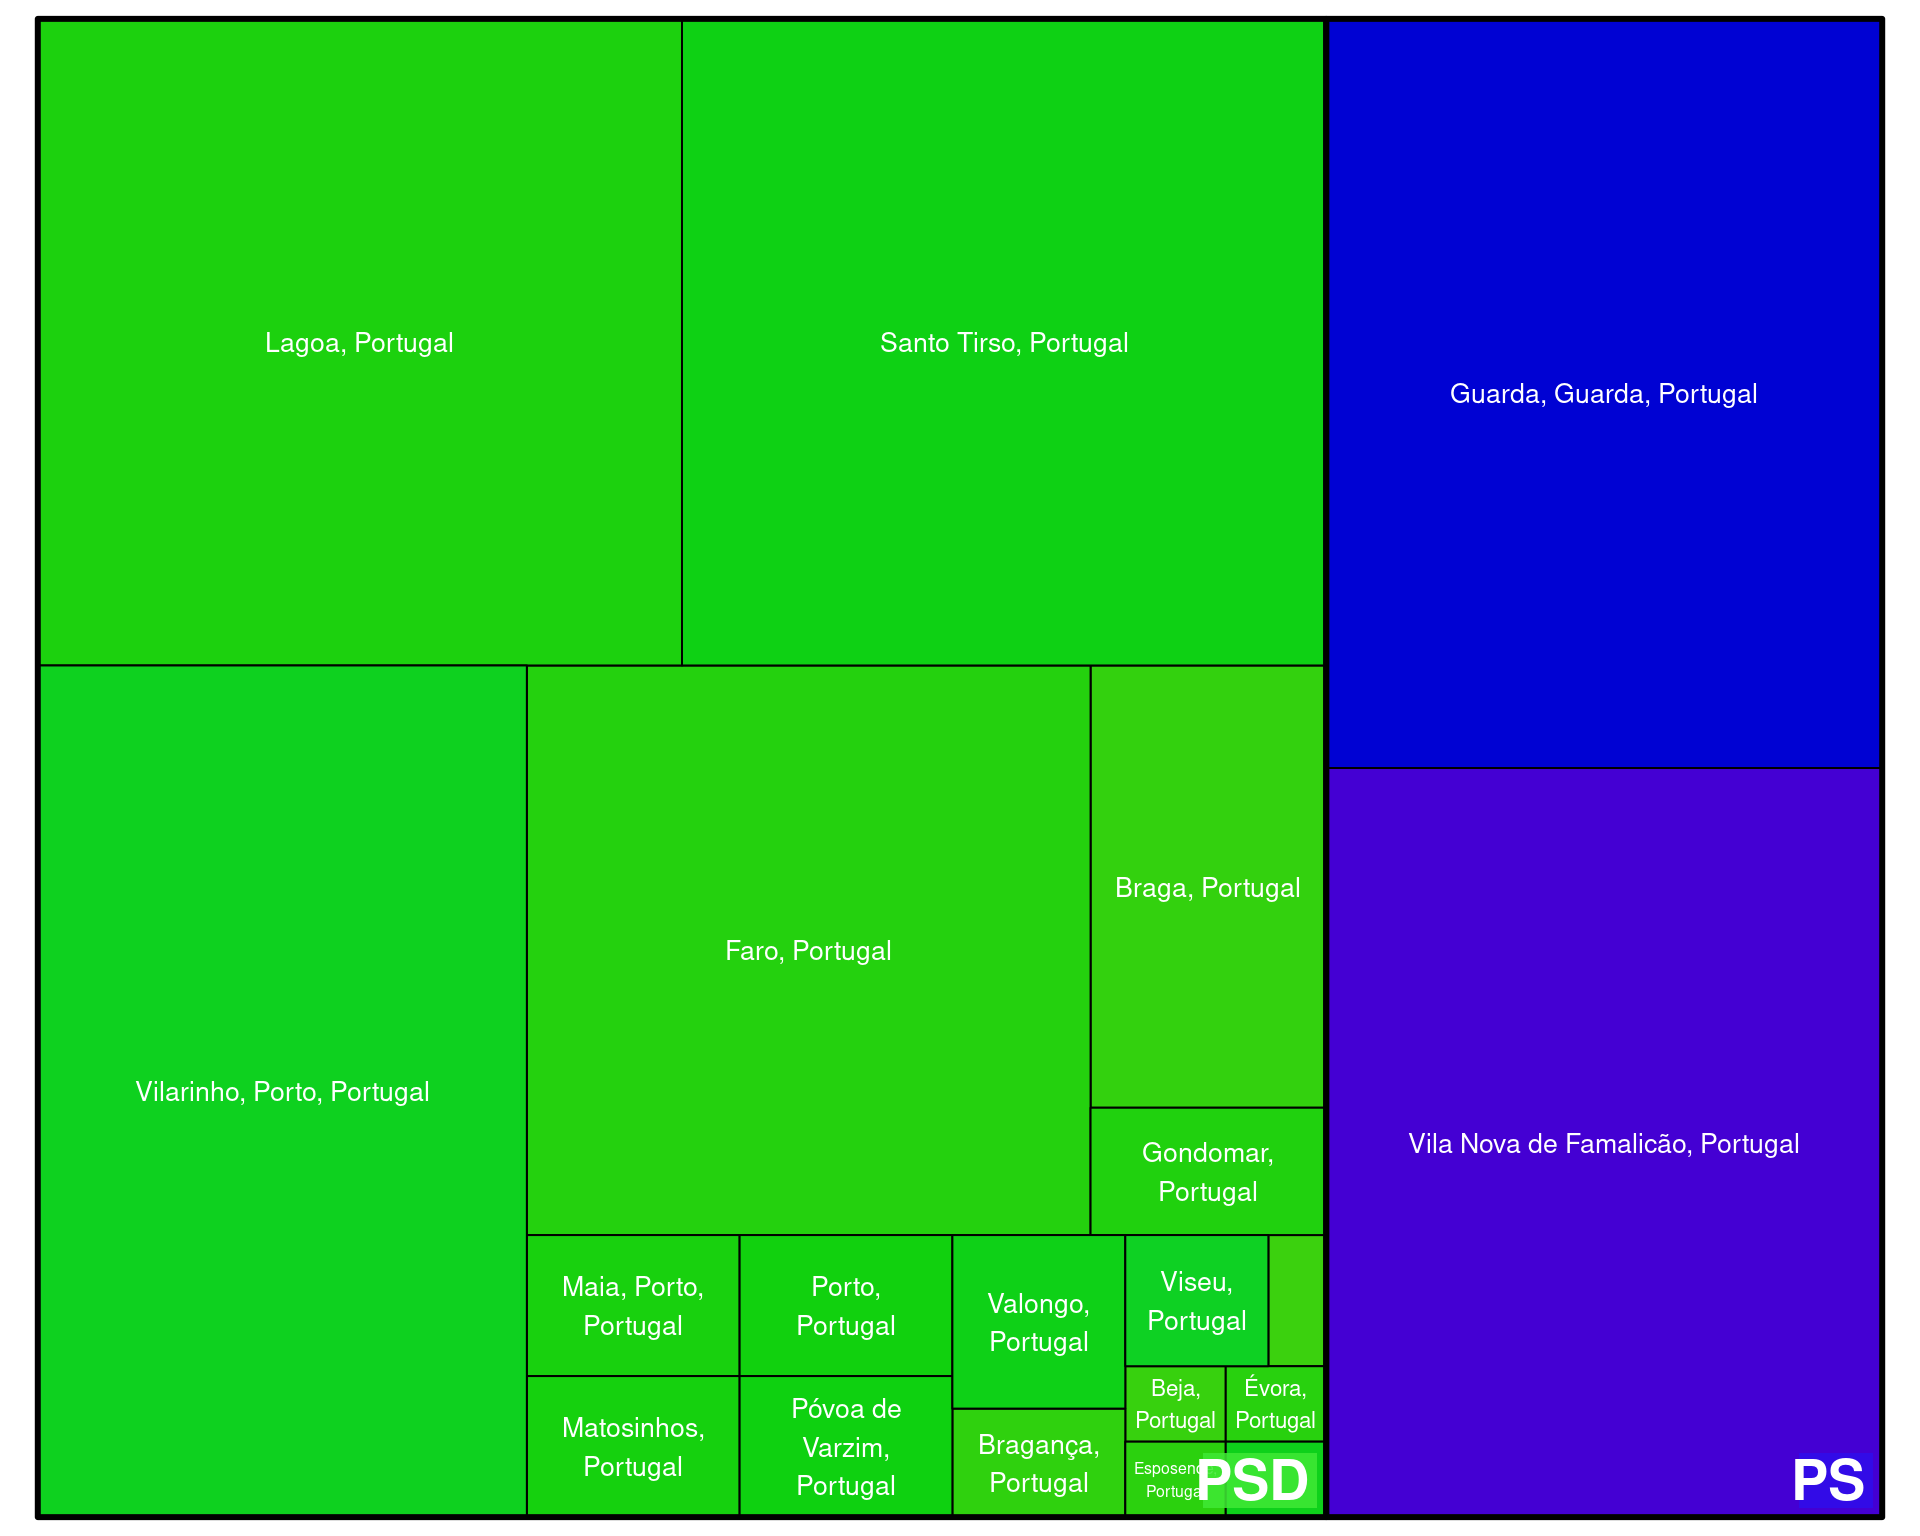 Lagoa, Portugal
Santo Tirso, Portugal
Guarda, Guarda, Portugal
Vilarinho, Porto, Portugal
Faro, Portugal
Braga, Portugal
Gondomar,
Portugal
Vila Nova de Famalicão, Portugal
Maia, Porto,
Portugal
Porto,
Portugal
Valongo,
Portugal
Viseu,
Portugal
Matosinhos,
Portugal
Póvoa de
Varzim,
Portugal
Bragança,
Portugal
Beja,
Portugal
Évora,
Portugal
Portugal
PSD
PS